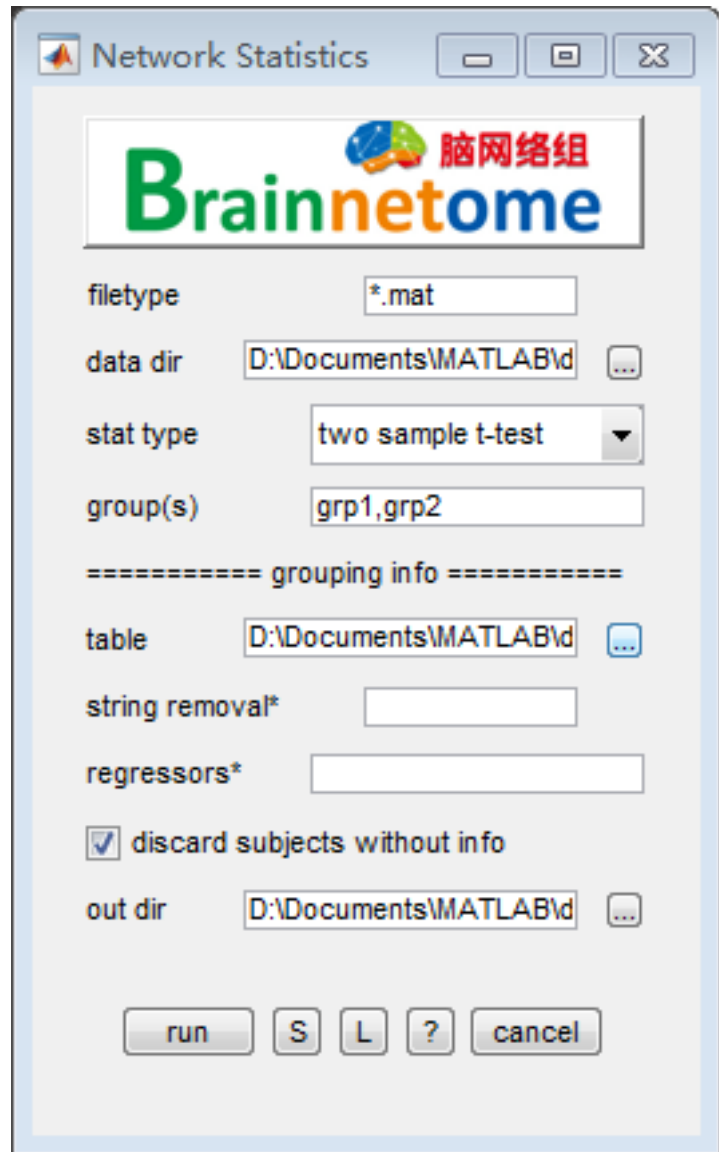 Network Statistics
脑网络组
Brainnetome
filetype *.mat
data dir D:\Documents\MATLAB\d ...
stat type two sample t-test
group(s) grp1,grp2
=========== grouping info ===========
table D:\Documents\MATLAB\d ...
string removal*
regressors*
discard subjects without info
out dir D:\Documents\MATLAB\d ...
run S L ? cancel